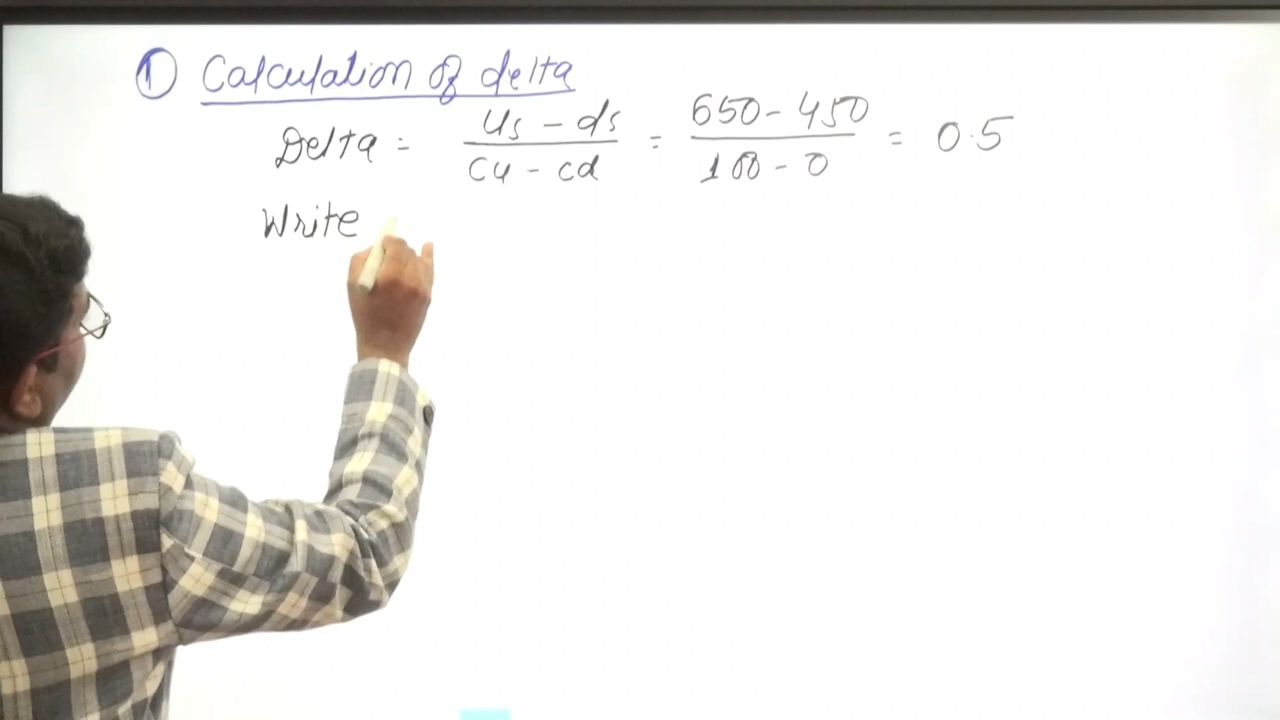 ① Calculation of delta
Delta = us - ds / cu - cd = 650 - 450 / 100 - 0 = 0.5
Write